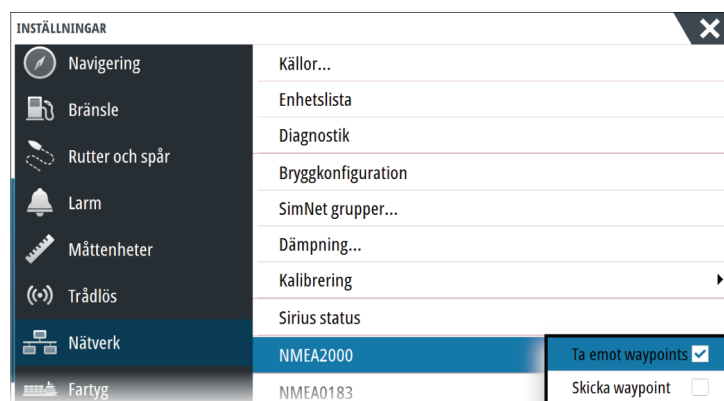 INSTÄLLNINGAR
Navigering
Bränsle
Rutter och spår
Larm
Måttenheter
Trådlös
Nätverk
Fartyg
Källor...
Enhetslista
Diagnostik
Bryggkonfiguration
SimNet grupper...
Dämpning...
Kalibrering
Sirius status
NMEA2000
NMEA0183
Ta emot waypoints
Skicka waypoint